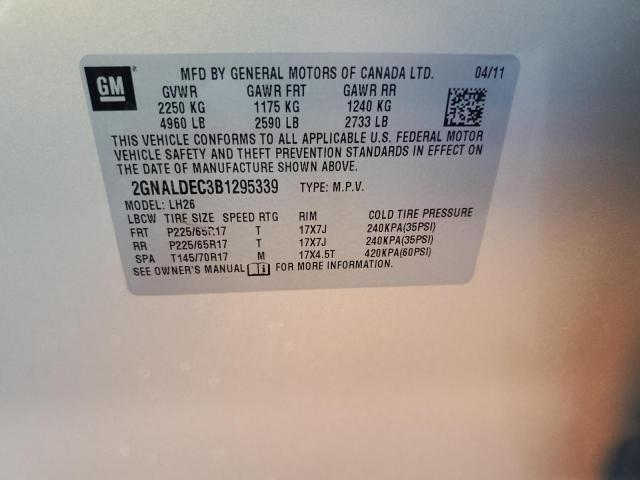 GM
MFD BY GENERAL MOTORS OF CANADA LTD. 04/11
GVWR GAWR FRT GAWR RR
2250 KG 1175 KG 1240 KG
4960 LB 2590 LB 2733 LB
THIS VEHICLE CONFORMS TO ALL APPLICABLE U.S. FEDERAL MOTOR
VEHICLE SAFETY AND THEFT PREVENTION STANDARDS IN EFFECT ON
THE DATE OF MANUFACTURE SHOWN ABOVE.
2GNALDEC3B1295339 TYPE: M.P.V.
MODEL: LH26
LBCW TIRE SIZE SPEED RTG RIM COLD TIRE PRESSURE
FRT P225/65R17 T 17X7J 240KPA(35PSI)
RR P225/65R17 T 17X7J 240KPA(35PSI)
SPA T145/70R17 M 17X4.5T 420KPA(60PSI)
SEE OWNER'S MANUAL FOR MORE INFORMATION.